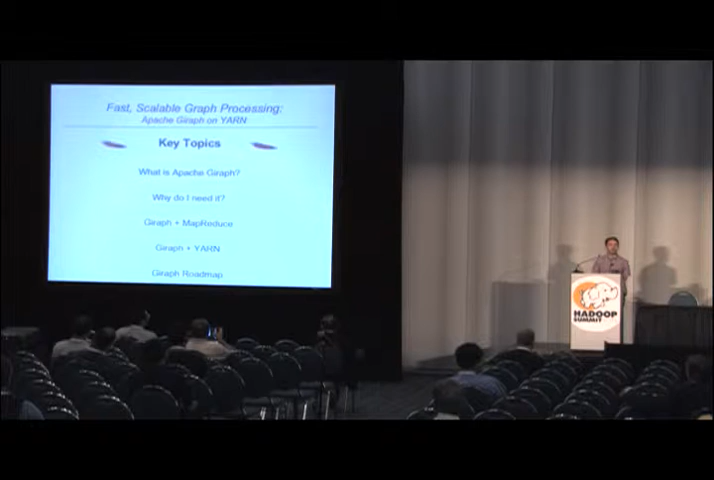 Fast, Scalable Graph Processing:
Apache Giraph on YARN
Key Topics
What is Apache Giraph?
Why do I need it?
Giraph + MapReduce
Giraph + YARN
Giraph Roadmap
HADOOP
SUMMIT